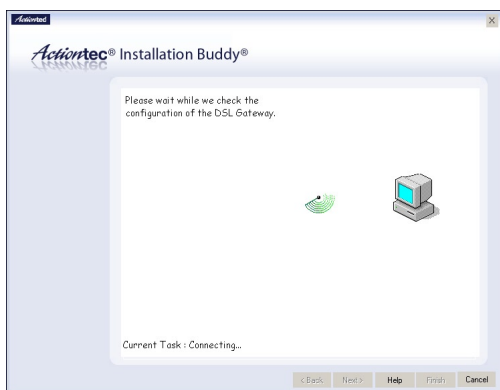 Actiontec
Actiontec® Installation Buddy®
Please wait while we check the
configuration of the DSL Gateway.
Current Task : Connecting...
< Back Next > Help Finish Cancel